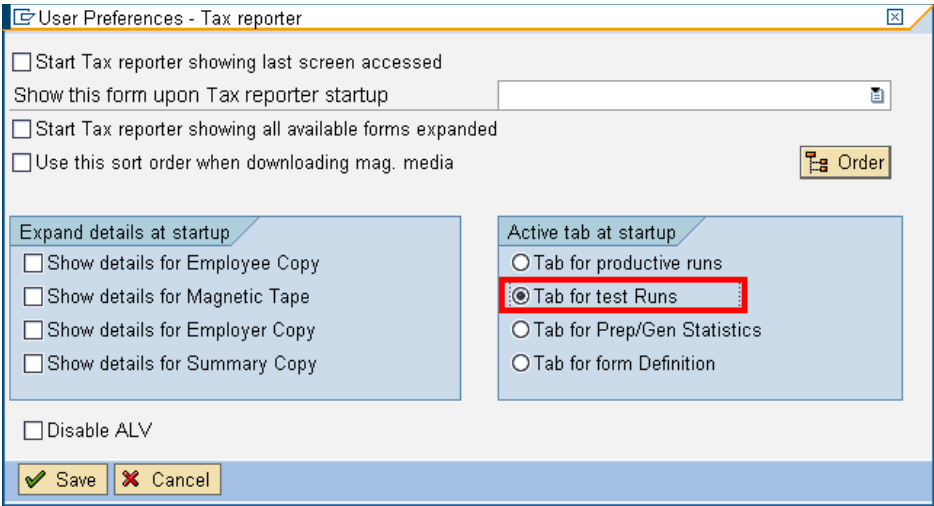 User Preferences - Tax reporter
Start Tax reporter showing last screen accessed
Show this form upon Tax reporter startup
Start Tax reporter showing all available forms expanded
Use this sort order when downloading mag. media
Order
Expand details at startup
Show details for Employee Copy
Show details for Magnetic Tape
Show details for Employer Copy
Show details for Summary Copy
Active tab at startup
Tab for productive runs
Tab for test Runs
Tab for Prep/Gen Statistics
Tab for form Definition
Disable ALV
Save
Cancel